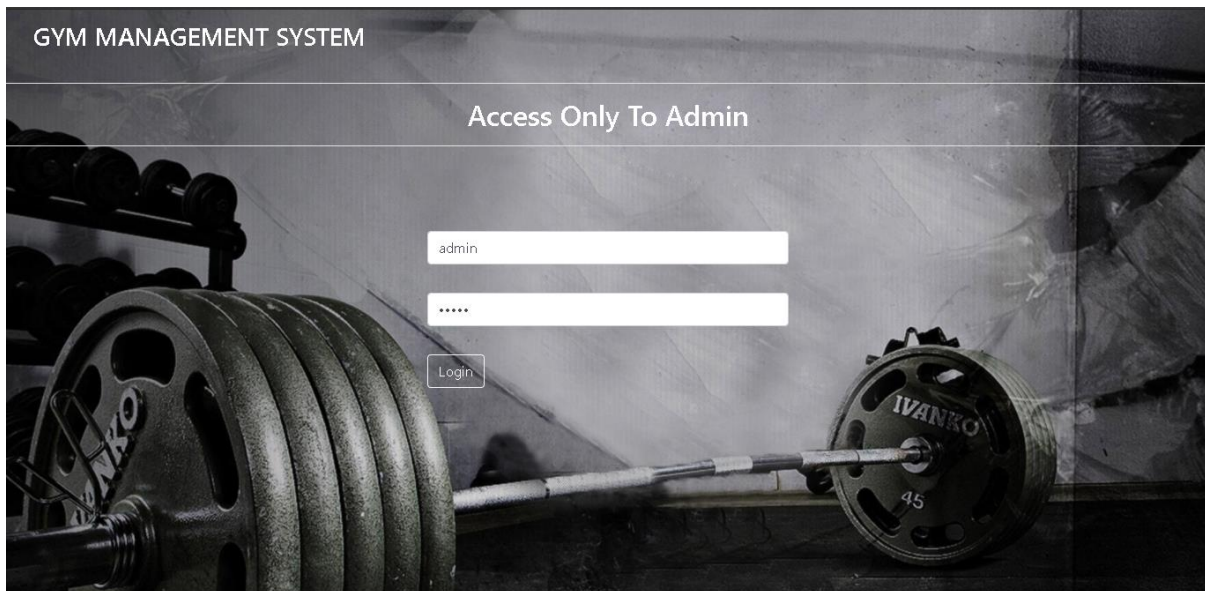 GYM MANAGEMENT SYSTEM
Access Only To Admin
admin
•••••
Login
IVANKO
IVANKO
45